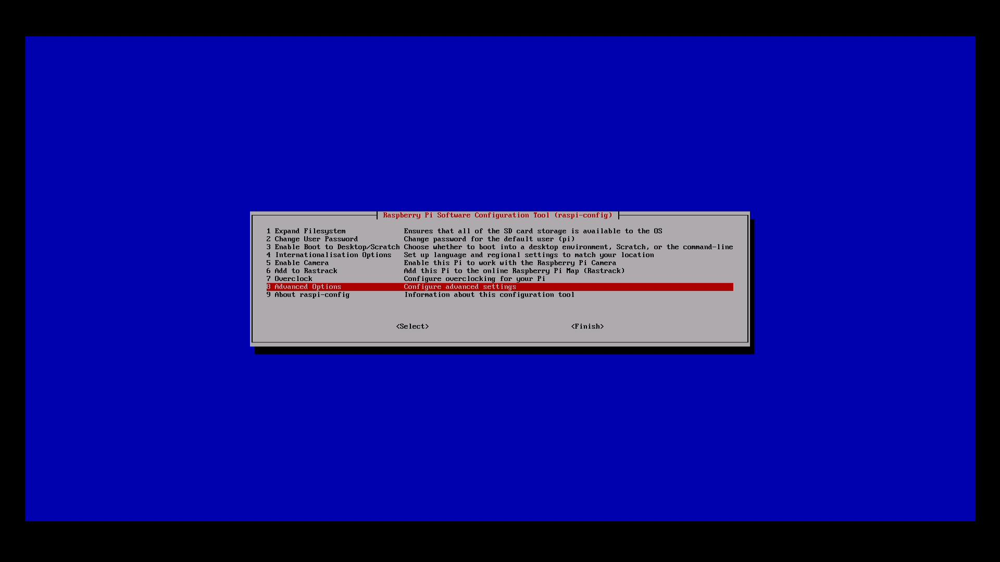 Raspberry Pi Software Configuration Tool (raspi-config)
1 Expand Filesystem Ensures that all of the SD card storage is available to the OS
2 Change User Password Change password for the default user (pi)
3 Enable Boot to Desktop/Scratch Choose whether to boot into a desktop environment, Scratch, or the command-line
4 Internationalisation Options Set up language and regional settings to match your location
5 Enable Camera Enable this Pi to work with the Raspberry Pi Camera
6 Add to Rastrack Add this Pi to the online Raspberry Pi Map (Rastrack)
7 Overclock Configure overclocking for your Pi
8 Advanced Options Configure advanced settings
9 About raspi-config Information about this configuration tool
<Select> <Finish>